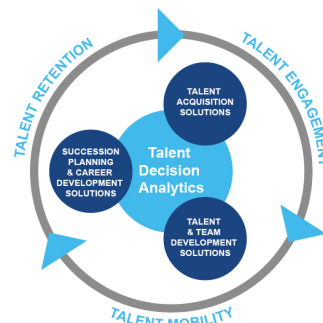 TALENT RETENTION
TALENT ENGAGEMENT
TALENT
ACQUISITION
SOLUTIONS
SUCCESSION
PLANNING
& CAREER
DEVELOPMENT
SOLUTIONS
Talent
Decision
Analytics
TALENT
& TEAM
DEVELOPMENT
SOLUTIONS
TALENT MOBILITY